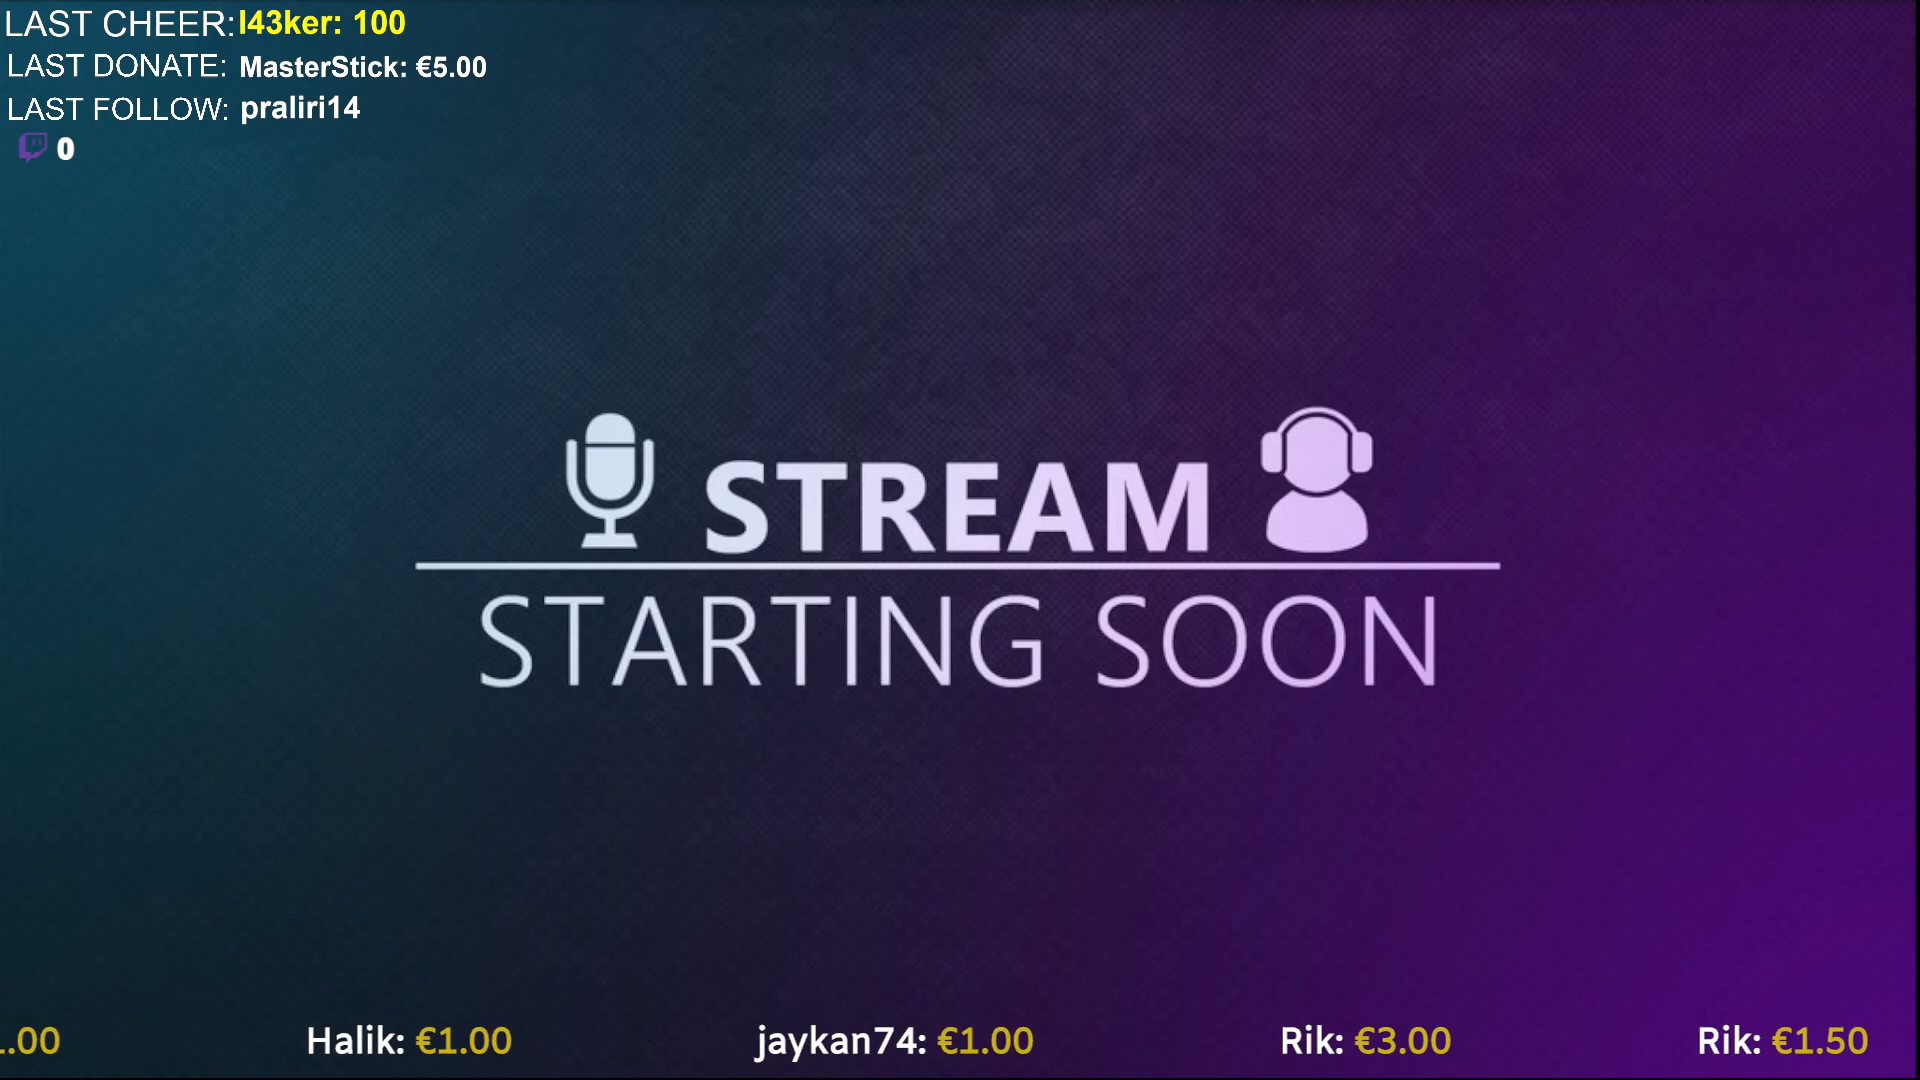 LAST CHEER: l43ker: 100
LAST DONATE: MasterStick: €5.00
LAST FOLLOW: praliri14
0
STREAM
STARTING SOON
.00 Halik: €1.00 jaykan74: €1.00 Rik: €3.00 Rik: €1.50